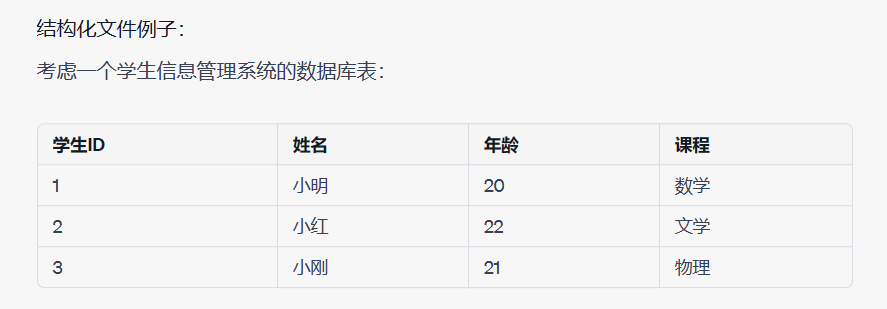 结构化文件例子：
考虑一个学生信息管理系统的数据库表：
学生ID 姓名 年龄 课程
1 小明 20 数学
2 小红 22 文学
3 小刚 21 物理